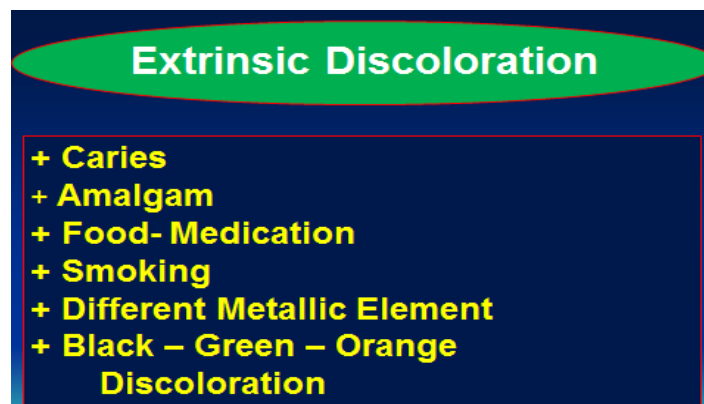 Extrinsic Discoloration
+ Caries
+ Amalgam
+ Food- Medication
+ Smoking
+ Different Metallic Element
+ Black – Green – Orange
Discoloration